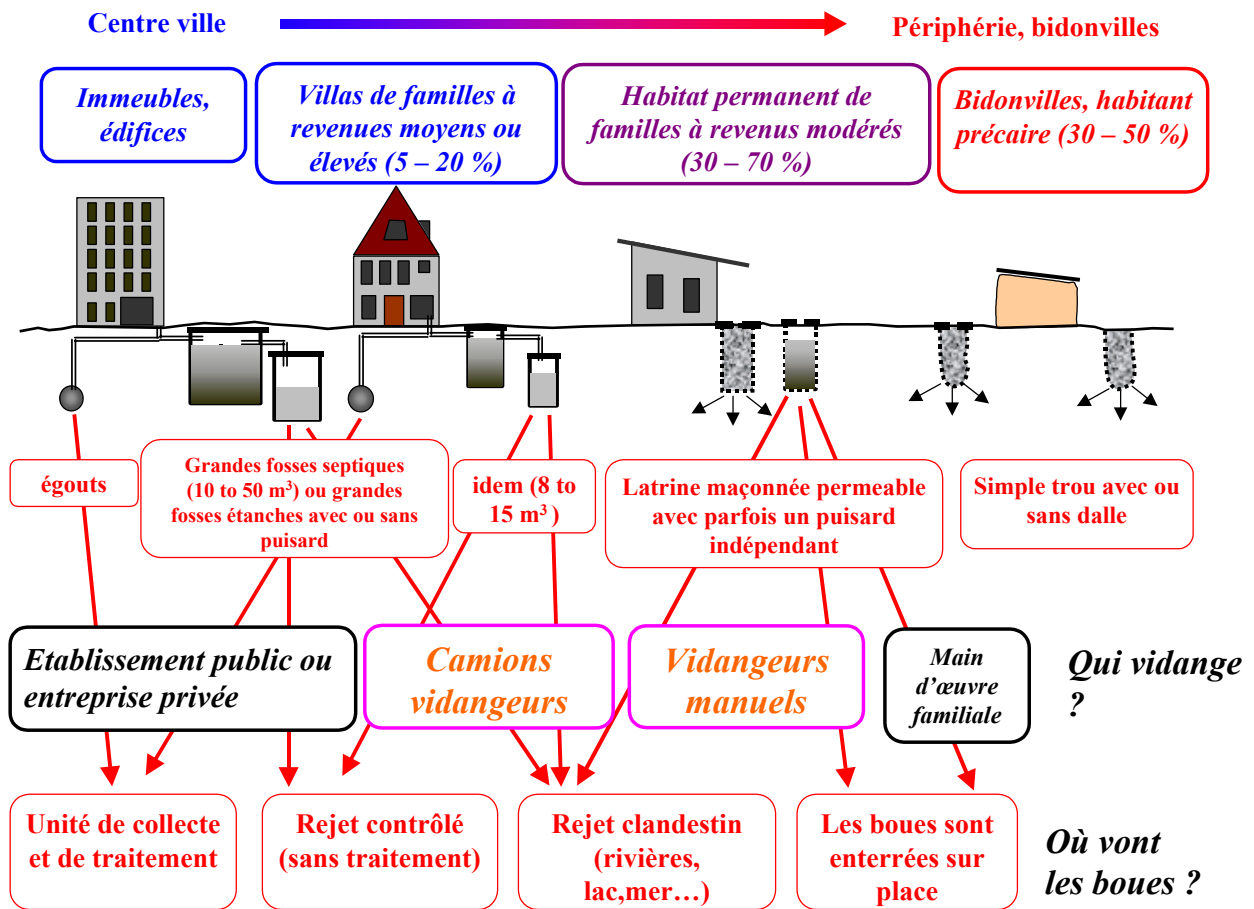 Centre ville
Périphérie, bidonvilles
Immeubles,
édifices
Villas de familles à
revenues moyens ou
élevés (5 – 20 %)
Habitat permanent de
familles à revenus modérés
(30 – 70 %)
Bidonvilles, habitant
précaire (30 – 50 %)
égouts
Grandes fosses septiques
(10 to 50 m³) ou grandes
fosses étanches avec ou sans
puisard
idem (8 to
15 m³ )
Latrine maçonnée permeable
avec parfois un puisard
indépendant
Simple trou avec ou
sans dalle
Etablissement public ou
entreprise privée
Camions
vidangeurs
Vidangeurs
manuels
Main
d’œuvre
familiale
Qui vidange
?
Unité de collecte
et de traitement
Rejet contrôlé
(sans traitement)
Rejet clandestin
(rivières,
lac,mer…)
Les boues sont
enterrées sur
place
Où vont
les boues ?